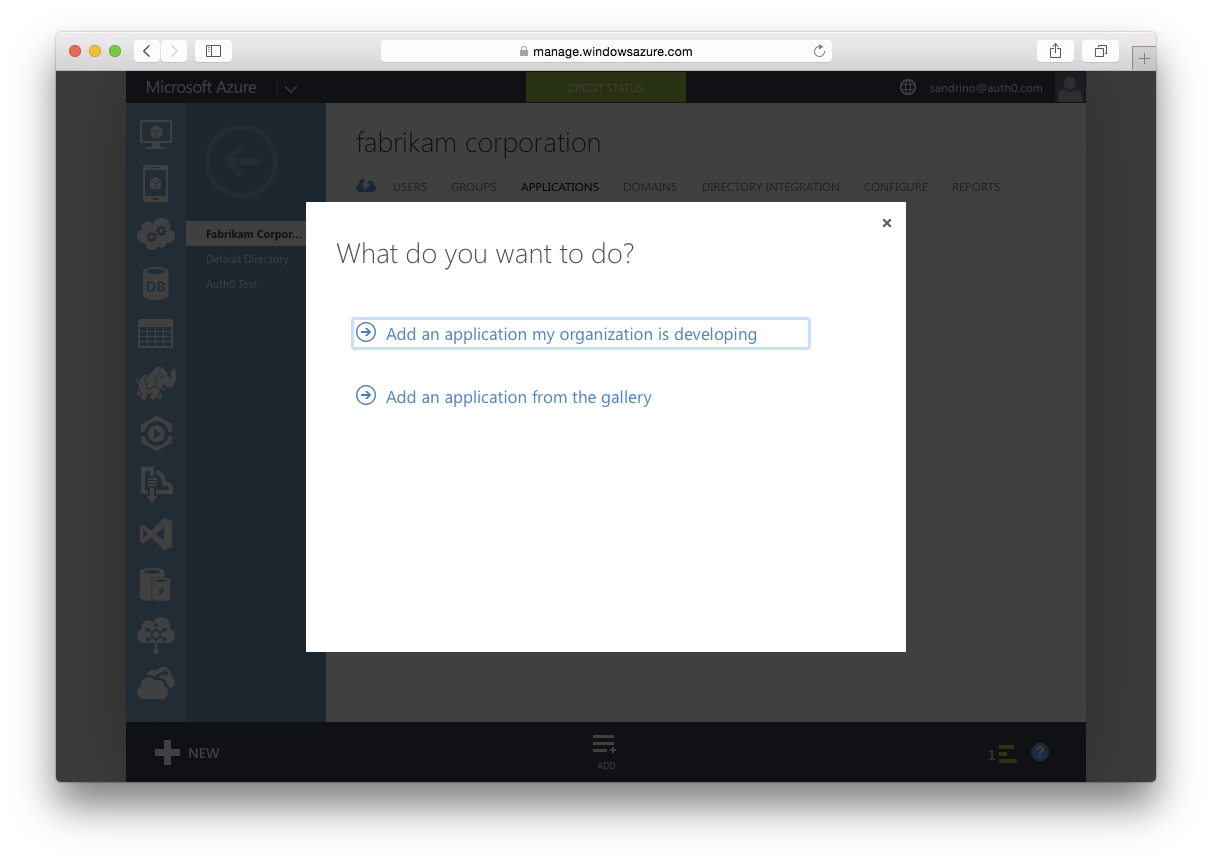 manage.windowsazure.com
Microsoft Azure
CREDIT STATUS
sandrino@auth0.com
fabrikam corporation
USERS GROUPS APPLICATIONS DOMAINS DIRECTORY INTEGRATION CONFIGURE REPORTS
Fabrikam Corpor...
Default Directory
Auth0 Test
DB
What do you want to do?
Add an application my organization is developing
Add an application from the gallery
NEW
ADD
1
?